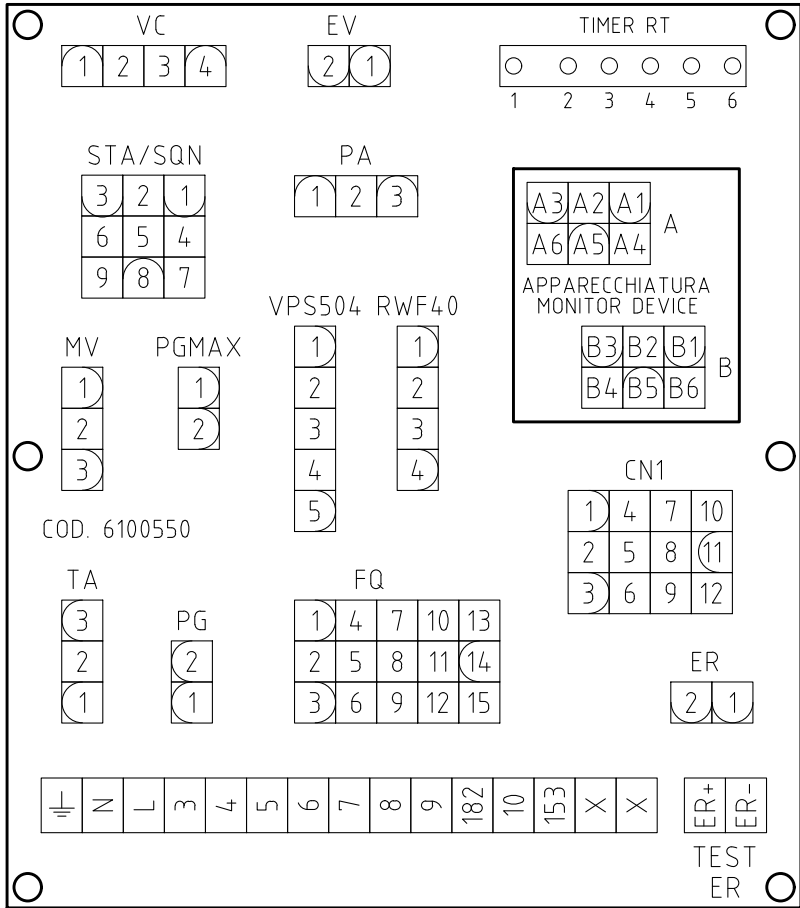 VC EV TIMER RT
1 2 3 4
2 1
1 2 3 4 5 6
STA/SQN
3 2 1
6 5 4
9 8 7
PA
1 2 3
A3 A2 A1
A6 A5 A4
A
APPARECCHIATURA
MONITOR DEVICE
B3 B2 B1
B4 B5 B6
B
MV
1
2
3
PGMAX
1
2
VPS504
1
2
3
4
5
RWF40
1
2
3
4
CN1
1 4 7 10
2 5 8 11
3 6 9 12
COD. 6100550
TA
3
2
1
PG
2
1
FQ
1 4 7 10 13
2 5 8 11 14
3 6 9 12 15
ER
2 1
N L 3 4 5 6 7 8 9 182 10 153 X X
ER+ ER-
TEST
ER